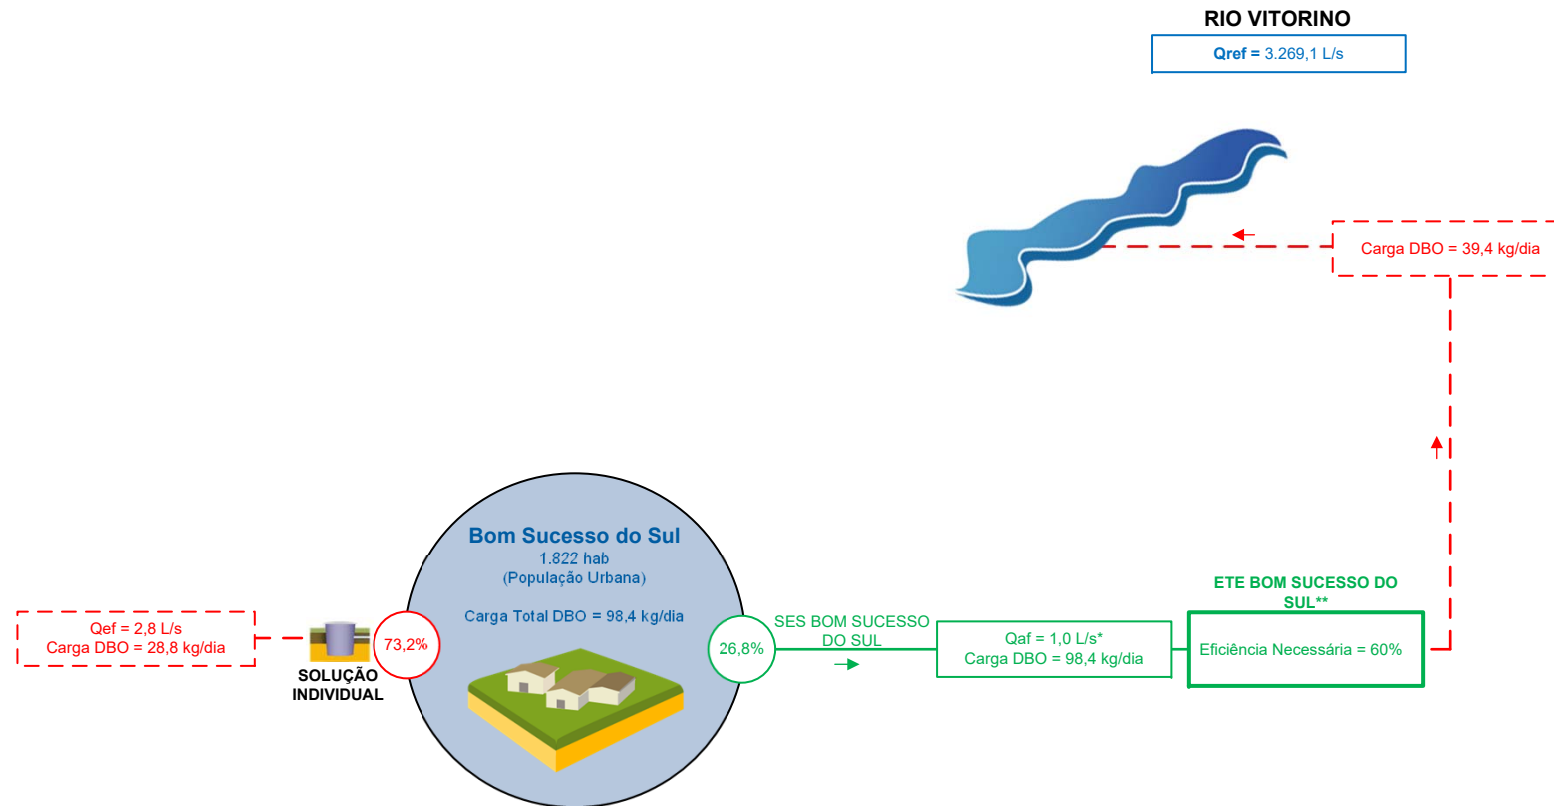 RIO VITORINO
Qref = 3.269,1 L/s
Carga DBO = 39,4 kg/dia
Bom Sucesso do Sul
1.822 hab
(População Urbana)
Carga Total DBO = 98,4 kg/dia
Qef = 2,8 L/s
Carga DBO = 28,8 kg/dia
SOLUÇÃO
INDIVIDUAL
73,2%
26,8%
SES BOM SUCESSO
DO SUL
Qaf = 1,0 L/s*
Carga DBO = 98,4 kg/dia
ETE BOM SUCESSO DO
SUL**
Eficiência Necessária = 60%